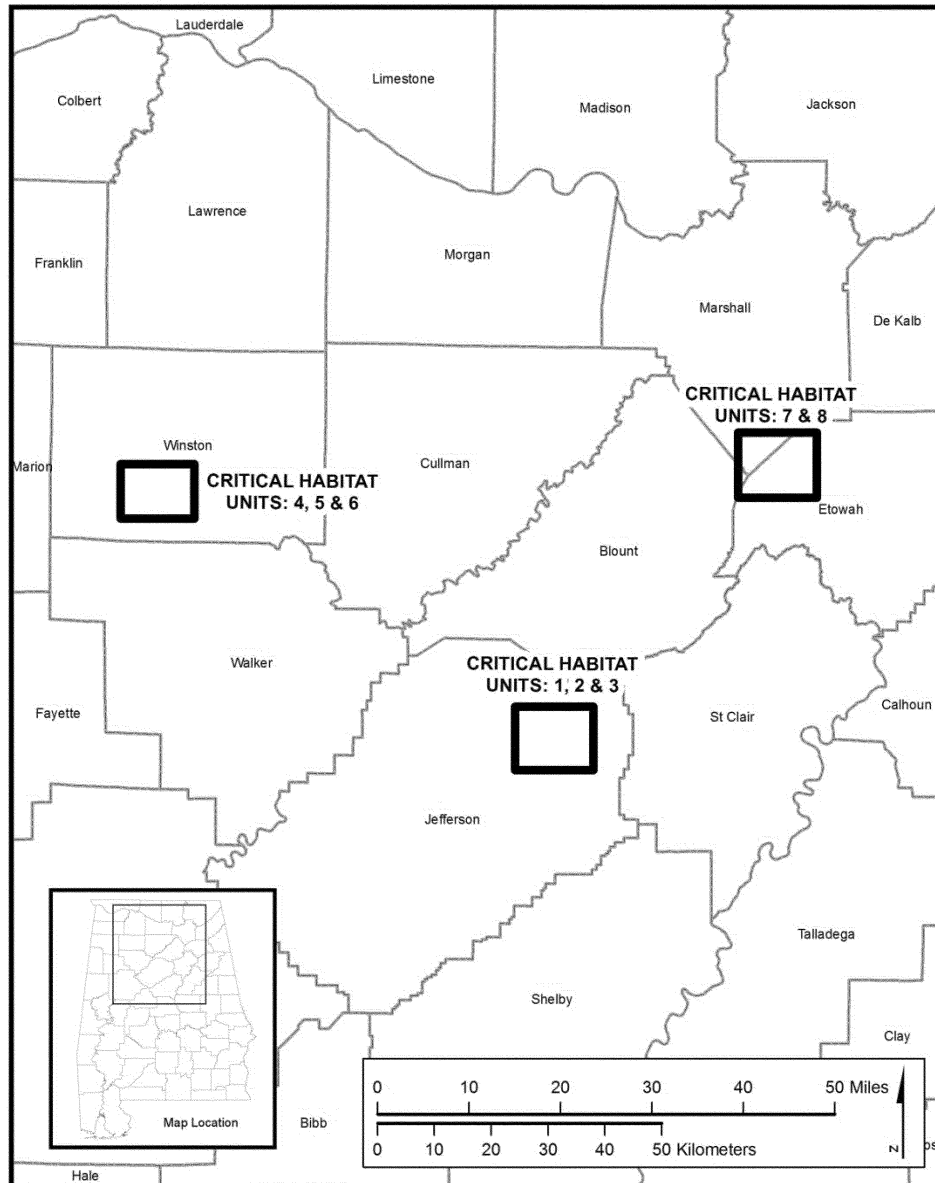 Lauderdale
Limestone
Colbert
Madison
Jackson
Lawrence
Morgan
Franklin
Marshall
De Kalb
CRITICAL HABITAT
UNITS: 7 & 8
Winston
Marion
Cullman
CRITICAL HABITAT
UNITS: 4, 5 & 6
Etowah
Blount
Walker
CRITICAL HABITAT
UNITS: 1, 2 & 3
Fayette
Calhoun
St Clair
Jefferson
Talladega
Shelby
Clay
Map Location
Bibb
Hale
0 10 20 30 40 50 Miles
0 10 20 30 40 50 Kilometers
N